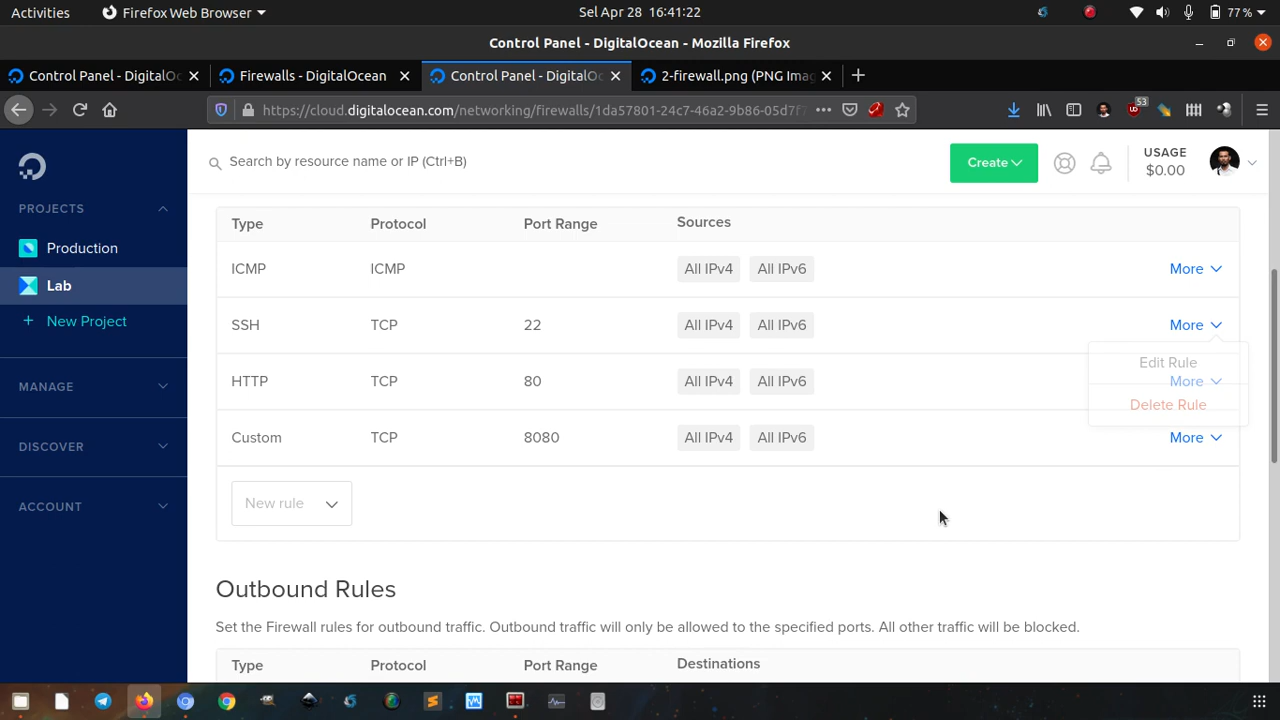 Activities
Firefox Web Browser
Sel Apr 28 16:41:22
77 %
Control Panel - DigitalOcean - Mozilla Firefox
Control Panel - DigitalOc
Firewalls - DigitalOcean
Control Panel - DigitalOc
2-firewall.png (PNG Imag
https://cloud.digitalocean.com/networking/firewalls/1da57801-24c7-46a2-9b86-05d7f7
53
Search by resource name or IP (Ctrl+B)
Create
USAGE
$0.00
PROJECTS
Production
Lab
+ New Project
MANAGE
DISCOVER
ACCOUNT
Type Protocol Port Range Sources
ICMP ICMP All IPv4 All IPv6 More
SSH TCP 22 All IPv4 All IPv6 More
Edit Rule
HTTP TCP 80 All IPv4 All IPv6 More
Delete Rule
Custom TCP 8080 All IPv4 All IPv6 More
New rule
Outbound Rules
Set the Firewall rules for outbound traffic. Outbound traffic will only be allowed to the specified ports. All other traffic will be blocked.
Type Protocol Port Range Destinations